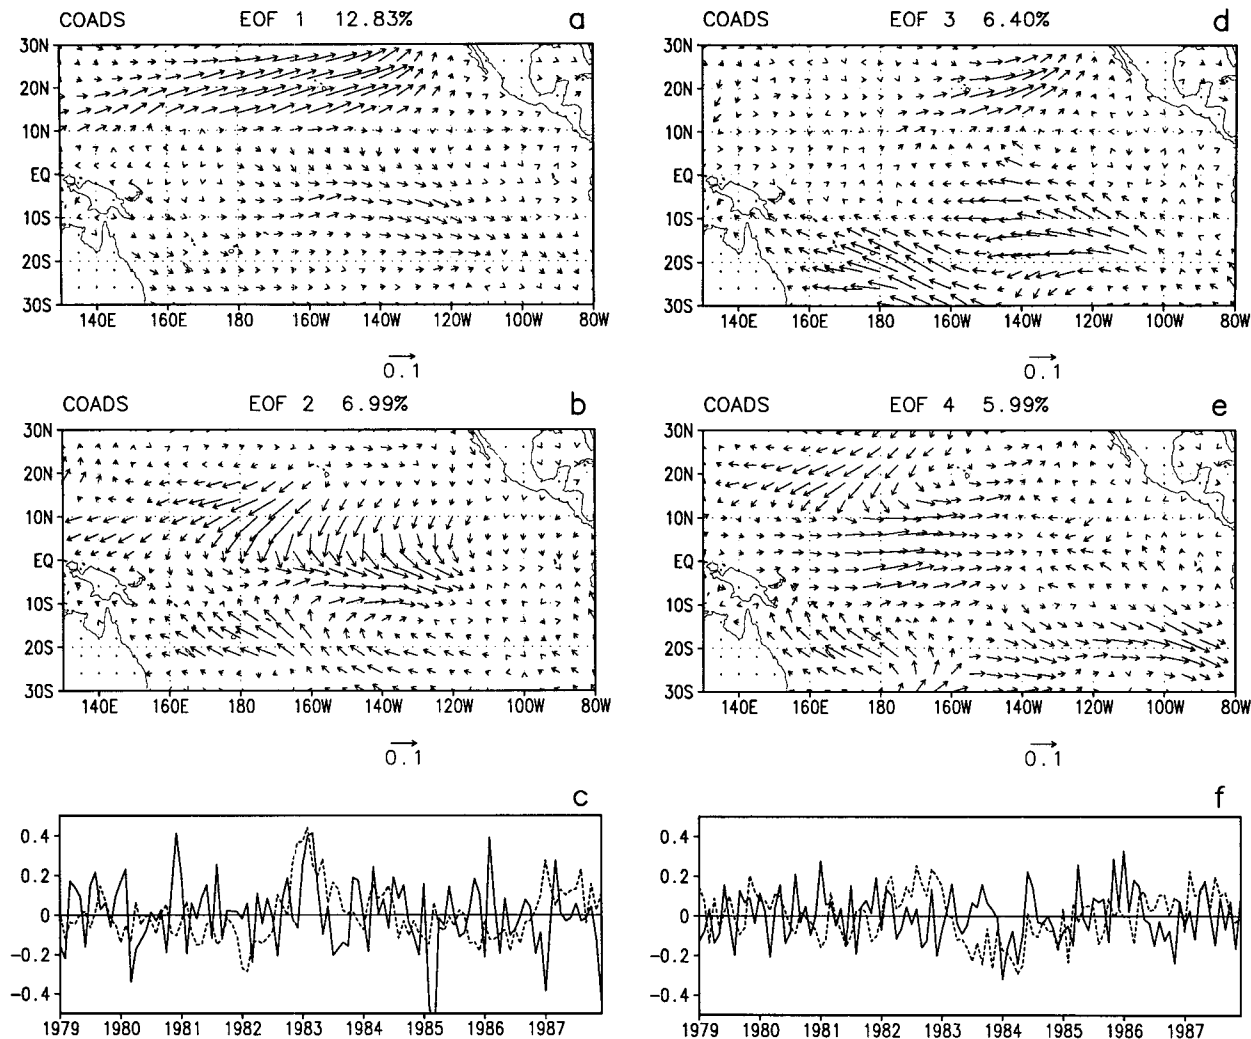 COADS EOF 1 12.83% a
30N
20N
10N
EQ
10S
20S
30S
140E 160E 180 160W 140W 120W 100W 80W
0.1
COADS EOF 2 6.99% b
30N
20N
10N
EQ
10S
20S
30S
140E 160E 180 160W 140W 120W 100W 80W
0.1
c
0.4
0.2
0
-0.2
-0.4
1979 1980 1981 1982 1983 1984 1985 1986 1987
COADS EOF 3 6.40% d
30N
20N
10N
EQ
10S
20S
30S
140E 160E 180 160W 140W 120W 100W 80W
0.1
COADS EOF 4 5.99% e
30N
20N
10N
EQ
10S
20S
30S
140E 160E 180 160W 140W 120W 100W 80W
0.1
f
0.4
0.2
0
-0.2
-0.4
1979 1980 1981 1982 1983 1984 1985 1986 1987